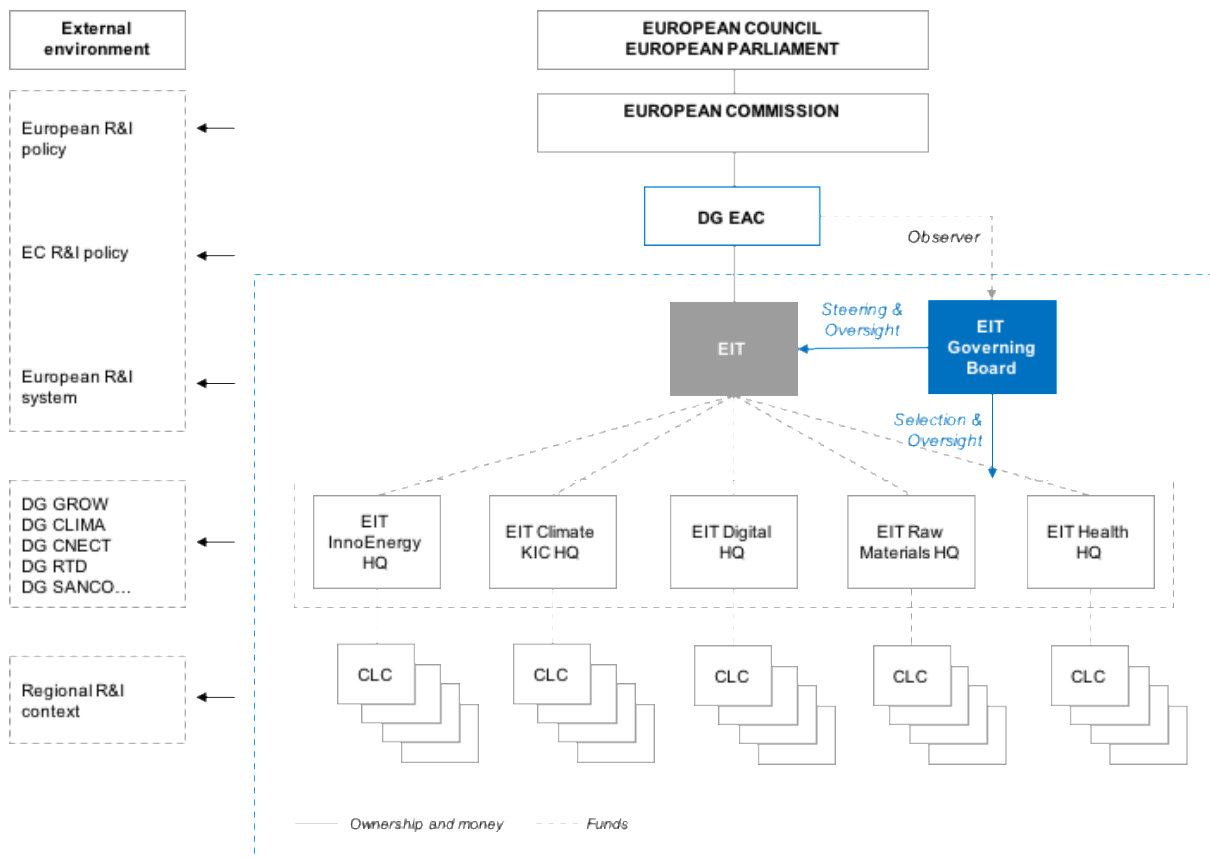 External
environment
EUROPEAN COUNCIL
EUROPEAN PARLIAMENT
EUROPEAN COMMISSION
European R&I
policy
DG EAC
Observer
EC R&I policy
Steering &
Oversight
EIT
EIT
Governing
Board
European R&I
system
Selection &
Oversight
DG GROW
DG CLIMA
DG CNECT
DG RTD
DG SANCO...
EIT
InnoEnergy
HQ
EIT Climate
KIC HQ
EIT Digital
HQ
EIT Raw
Materials HQ
EIT Health
HQ
Regional R&I
context
CLC
CLC
CLC
CLC
CLC
Ownership and money
Funds